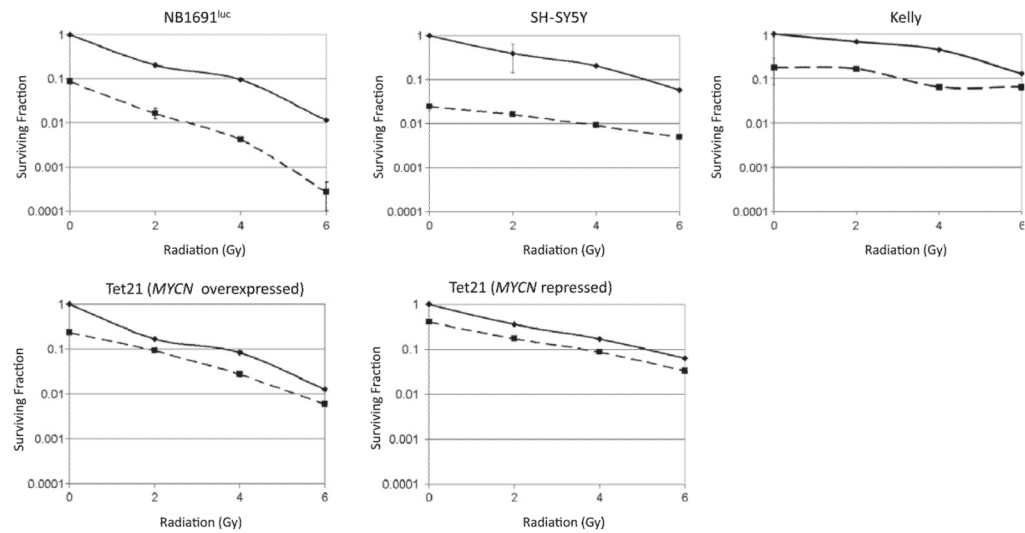 NB1691luc
Surviving Fraction
1
0.1
0.01
0.001
0.0001
0 2 4 6
Radiation (Gy)
SH-SY5Y
Surviving Fraction
1
0.1
0.01
0.001
0.0001
0 2 4 6
Radiation (Gy)
Kelly
Surviving Fraction
1
0.1
0.01
0.001
0.0001
0 2 4 6
Radiation (Gy)
Tet21 (MYCN overexpressed)
Surviving Fraction
1
0.1
0.01
0.001
0.0001
0 2 4 6
Radiation (Gy)
Tet21 (MYCN repressed)
Surviving Fraction
1
0.1
0.01
0.001
0.0001
0 2 4 6
Radiation (Gy)